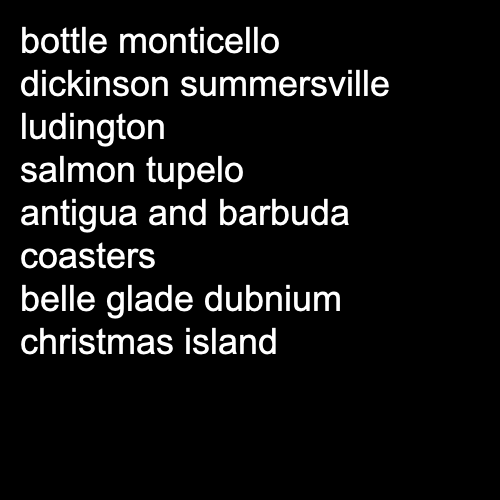 bottle monticello
dickinson summersville
ludington
salmon tupelo
antigua and barbuda
coasters
belle glade dubnium
christmas island